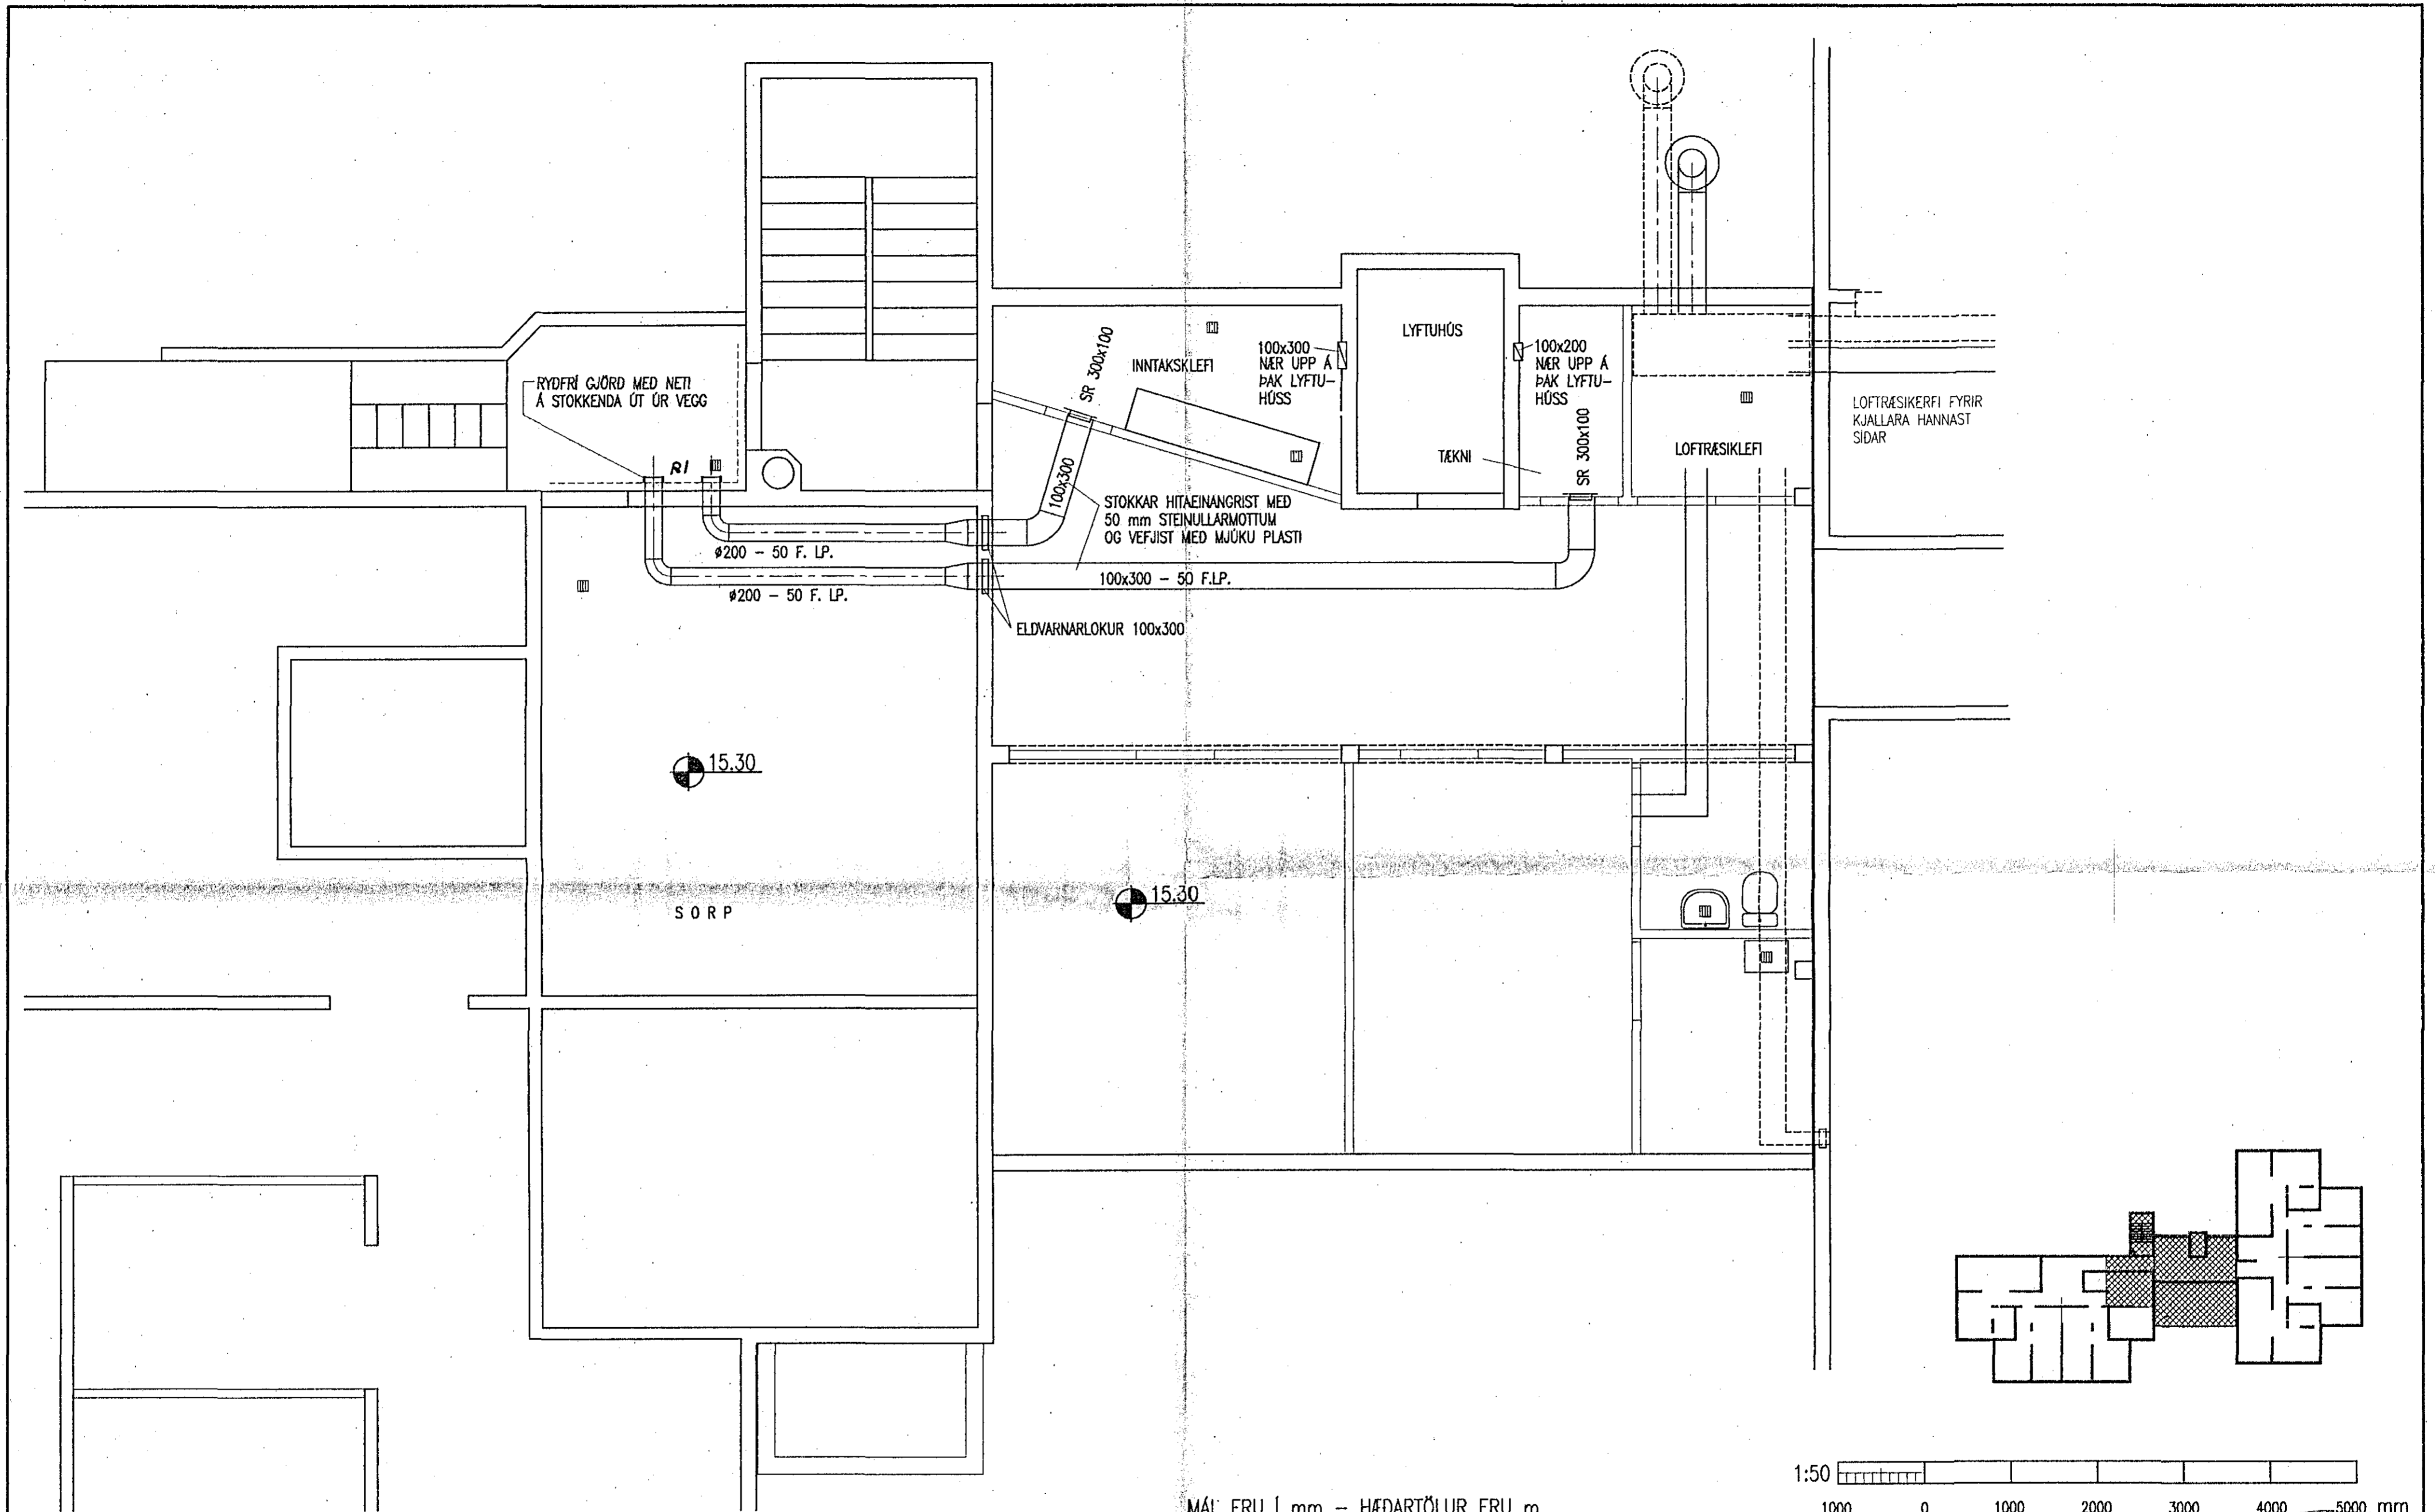 RYÐFRÍ GJÖRÐ MEÐ NETI
Á STOKKENDA ÚT ÚR VEGG
RI
SR 300x100
INNTAKSKLEFI
100x300
NÆR UPP Á
ÞAK LYFTU-
HÚSS
LYFTUHÚS
100x200
NÆR UPP Á
ÞAK LYFTU-
HÚSS
SR 300x100
TÆKNI
LOFTRÆSIKLEFI
LOFTRÆSIKERFI FYRIR
KJALLARA HANNAST
SÍÐAR
100x300
STOKKAR HITAEINANGRIST MEÐ
50 mm STEINULLARMOTTUM
OG VEFJIST MEÐ MJÚKU PLASTI
ø200 - 50 F. LP.
100x300 - 50 F.LP.
ø200 - 50 F. LP.
ELDVARNARLOKUR 100x300
15.30
15.30
SORP
1:50
1000 0 1000 2000 3000 4000 5000 mm
MÁL ERU Í mm - HÆÐARTÖLUR ERU m